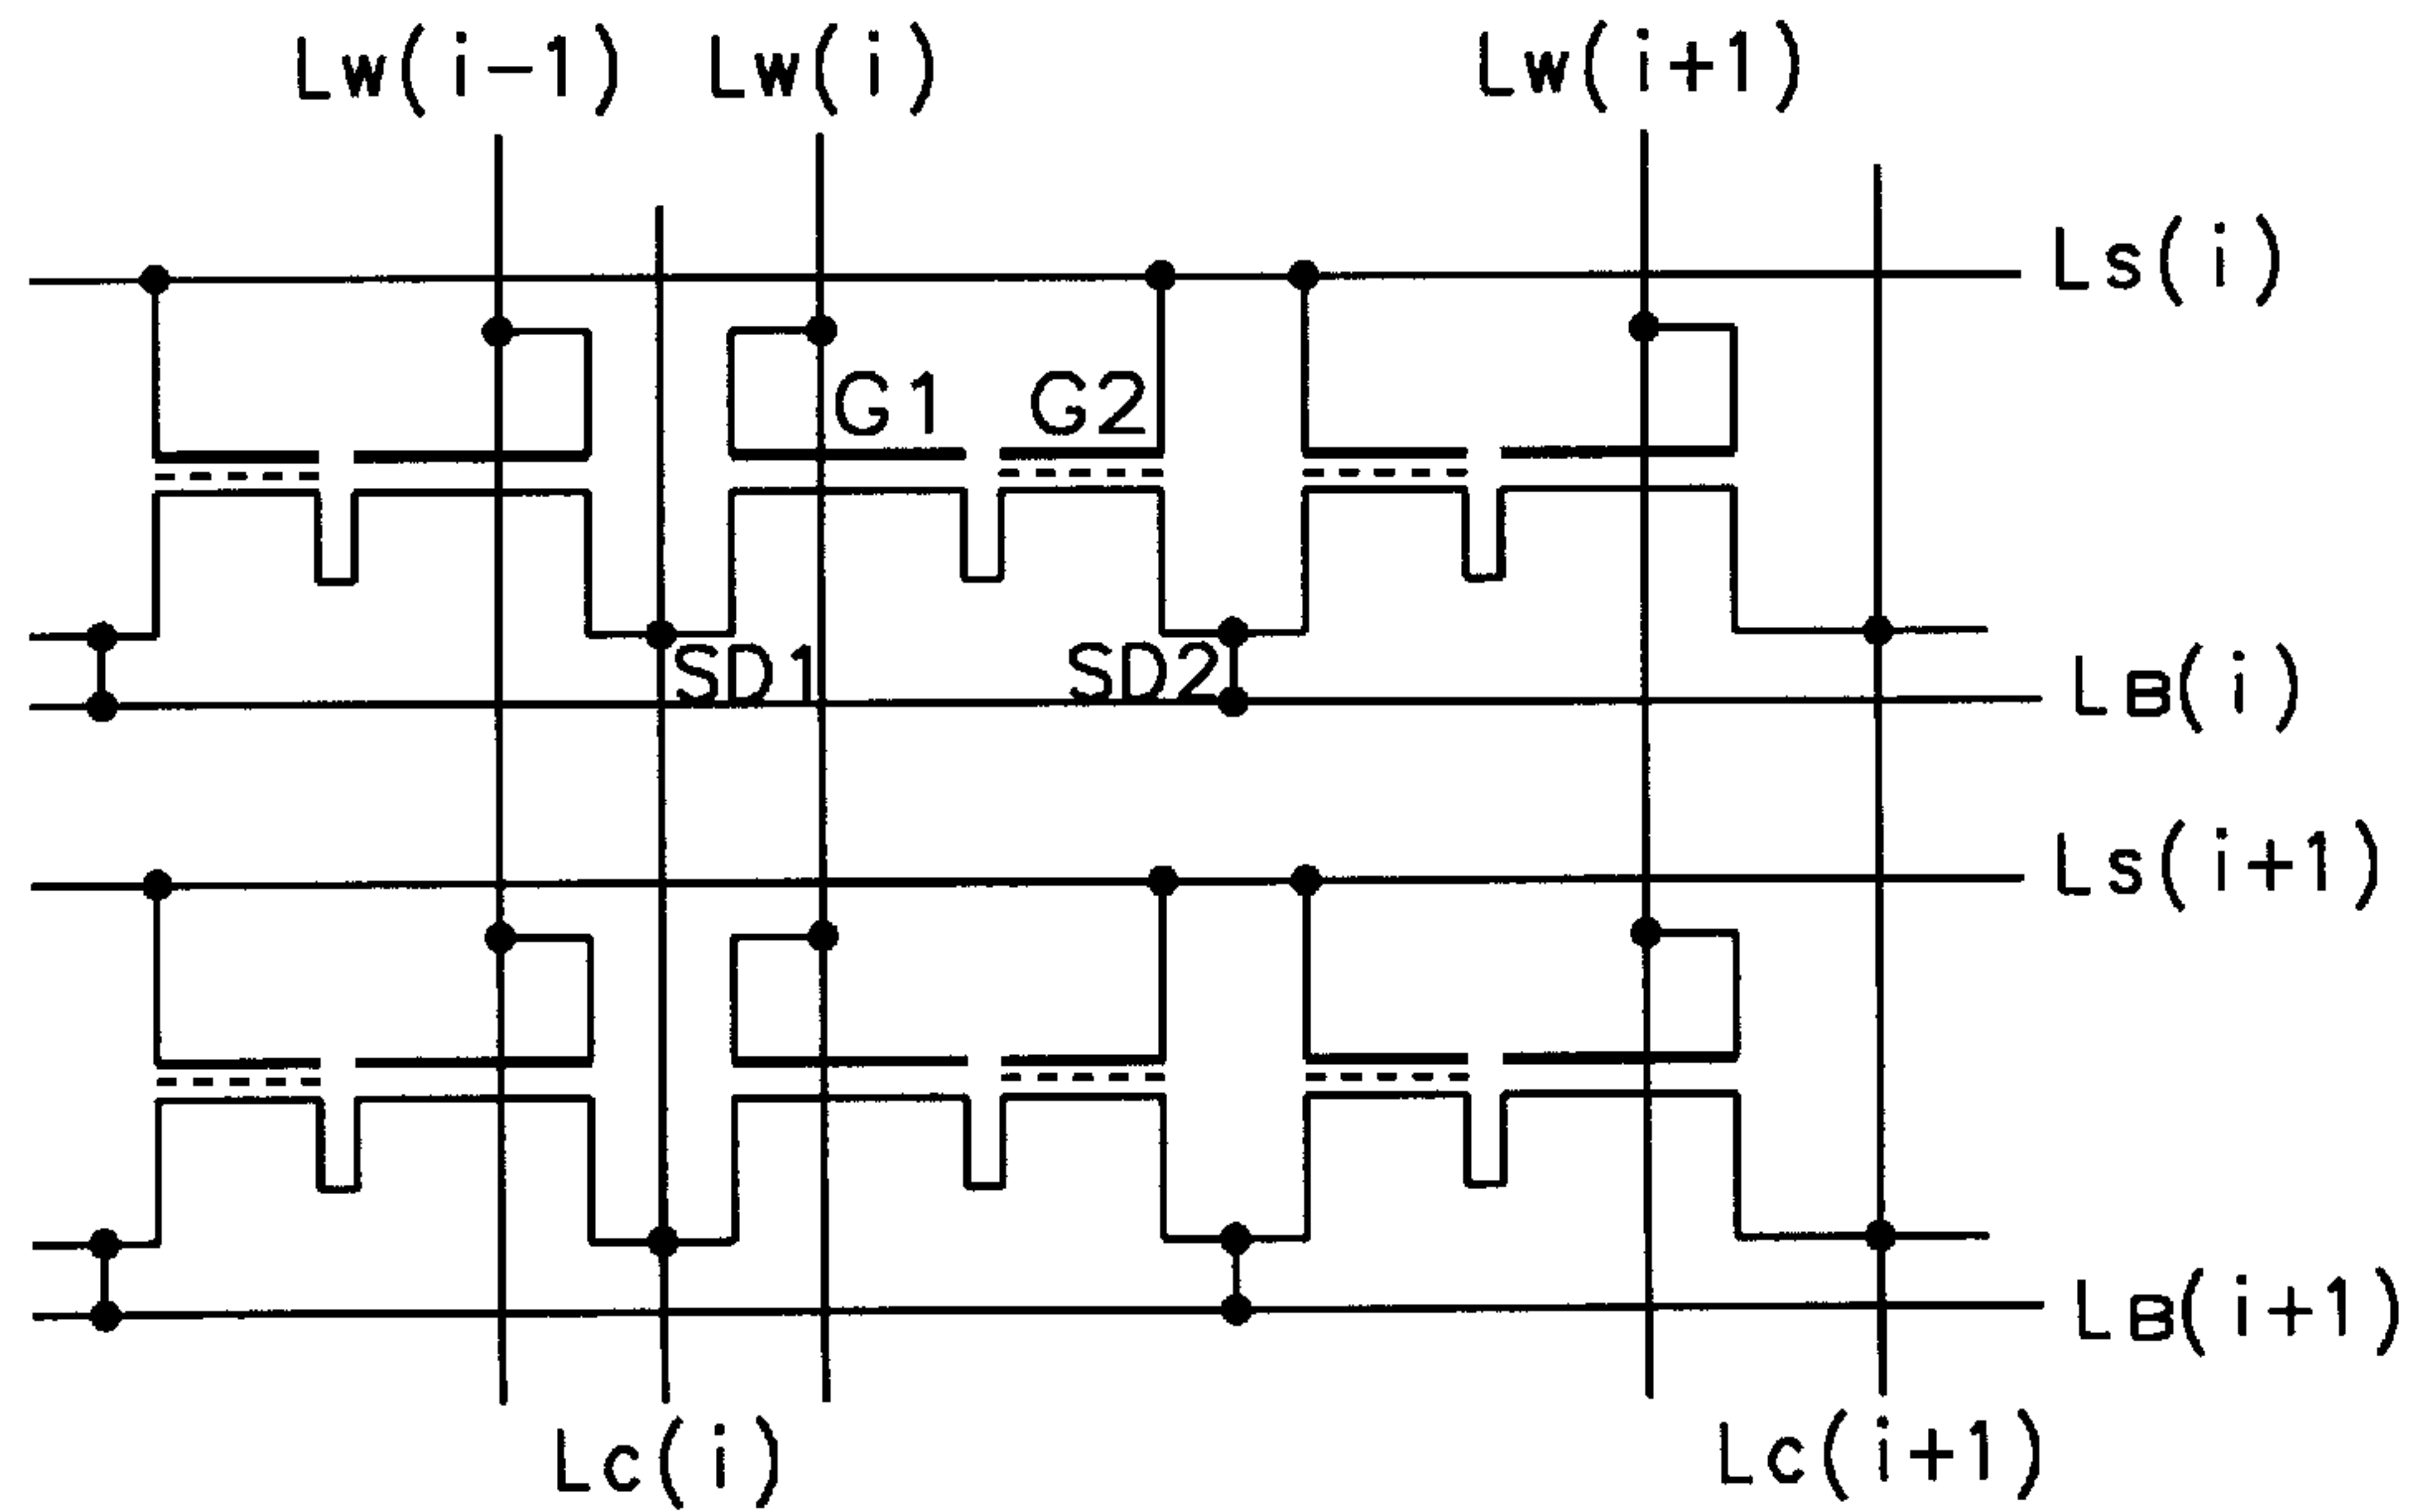 Lw(i-1) Lw(i) Lw(i+1)
Ls(i)
G1 G2
SD1 SD2 LB(i)
Ls(i+1)
LB(i+1)
Lc(i) Lc(i+1)